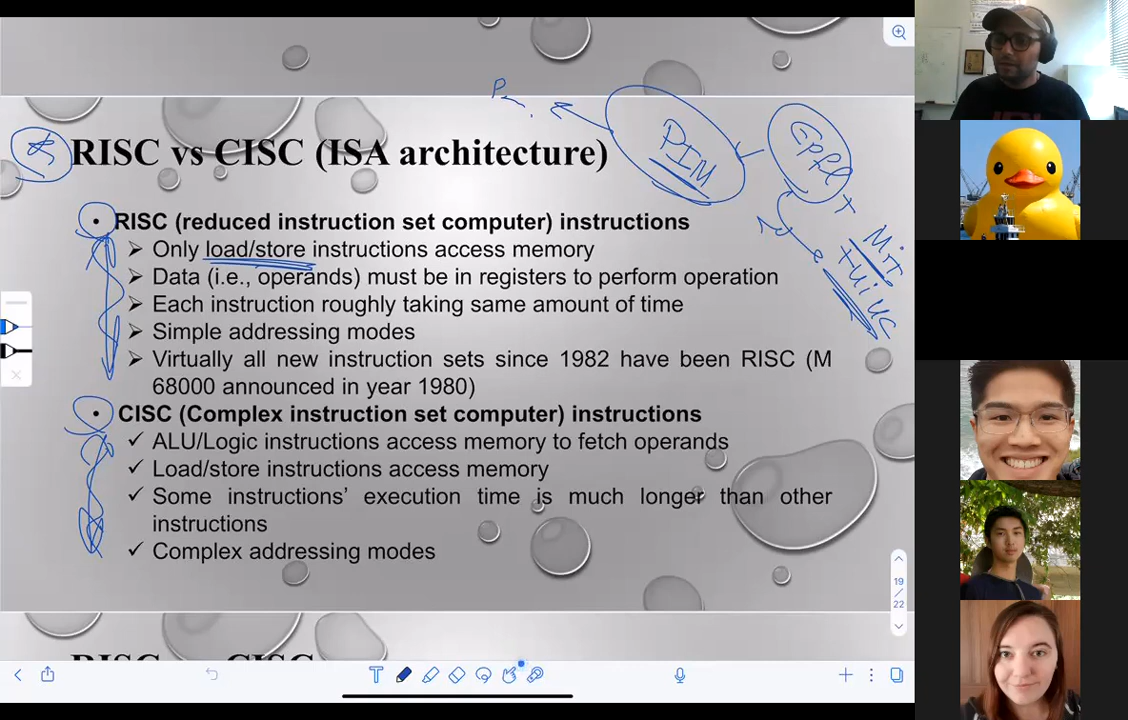 RISC vs CISC (ISA architecture)
PIM
EPFL +
MIT
+UIUC
• RISC (reduced instruction set computer) instructions
➢ Only load/store instructions access memory
➢ Data (i.e., operands) must be in registers to perform operation
➢ Each instruction roughly taking same amount of time
➢ Simple addressing modes
➢ Virtually all new instruction sets since 1982 have been RISC (M
68000 announced in year 1980)
• CISC (Complex instruction set computer) instructions
✓ ALU/Logic instructions access memory to fetch operands
✓ Load/store instructions access memory
✓ Some instructions’ execution time is much longer than other
instructions
✓ Complex addressing modes
19
/
22
T